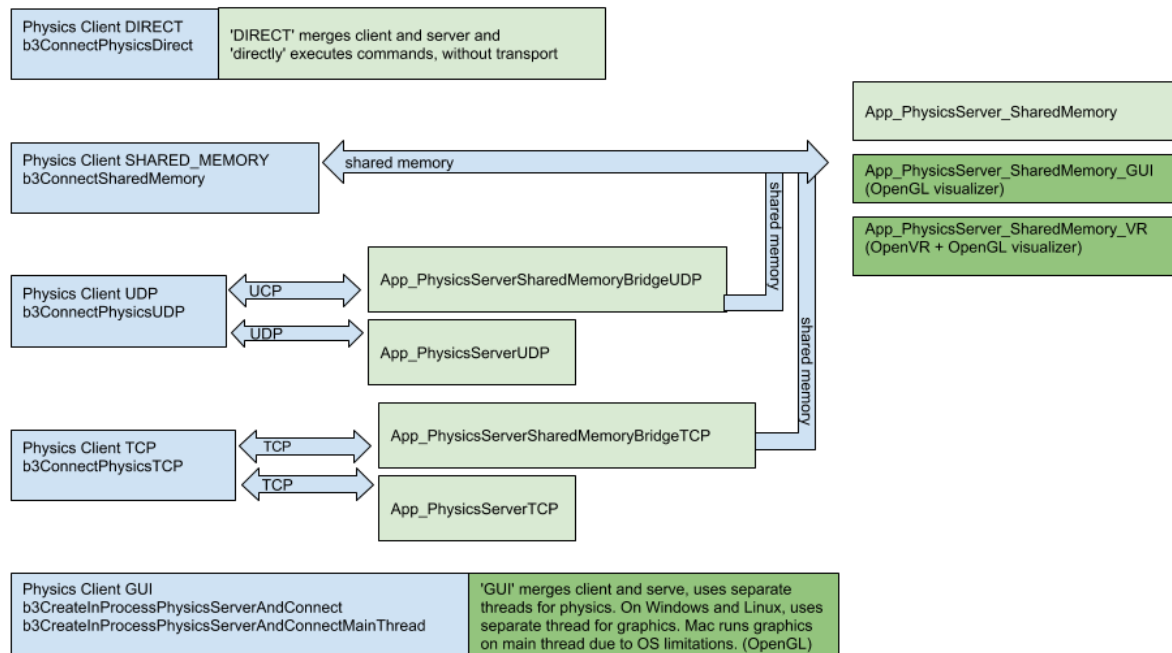 Physics Client DIRECT
b3ConnectPhysicsDirect
'DIRECT' merges client and server and
'directly' executes commands, without transport
App_PhysicsServer_SharedMemory
Physics Client SHARED_MEMORY
b3ConnectSharedMemory
shared memory
App_PhysicsServer_SharedMemory_GUI
(OpenGL visualizer)
App_PhysicsServer_SharedMemory_VR
(OpenVR + OpenGL visualizer)
shared memory
shared memory
Physics Client UDP
b3ConnectPhysicsUDP
UCP
App_PhysicsServerSharedMemoryBridgeUDP
UDP
App_PhysicsServerUDP
Physics Client TCP
b3ConnectPhysicsTCP
TCP
App_PhysicsServerSharedMemoryBridgeTCP
TCP
App_PhysicsServerTCP
Physics Client GUI
b3CreateInProcessPhysicsServerAndConnect
b3CreateInProcessPhysicsServerAndConnectMainThread
'GUI' merges client and serve, uses separate
threads for physics. On Windows and Linux, uses
separate thread for graphics. Mac runs graphics
on main thread due to OS limitations. (OpenGL)